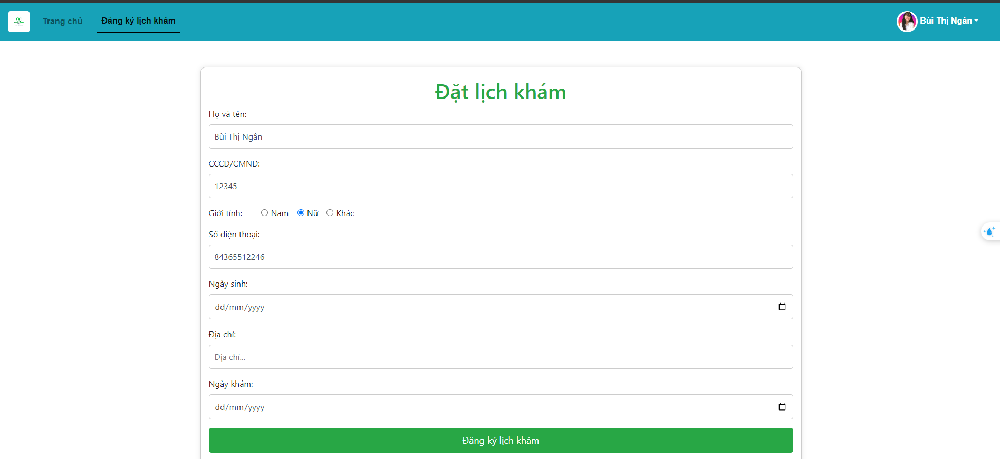 Trang chủ
Đăng ký lịch khám
Bùi Thị Ngân
Đặt lịch khám
Họ và tên:
Bùi Thị Ngân
CCCD/CMND:
12345
Giới tính: Nam Nữ Khác
Số điện thoại:
84365512246
Ngày sinh:
dd/mm/yyyy
Địa chỉ:
Địa chỉ...
Ngày khám:
dd/mm/yyyy
Đăng ký lịch khám